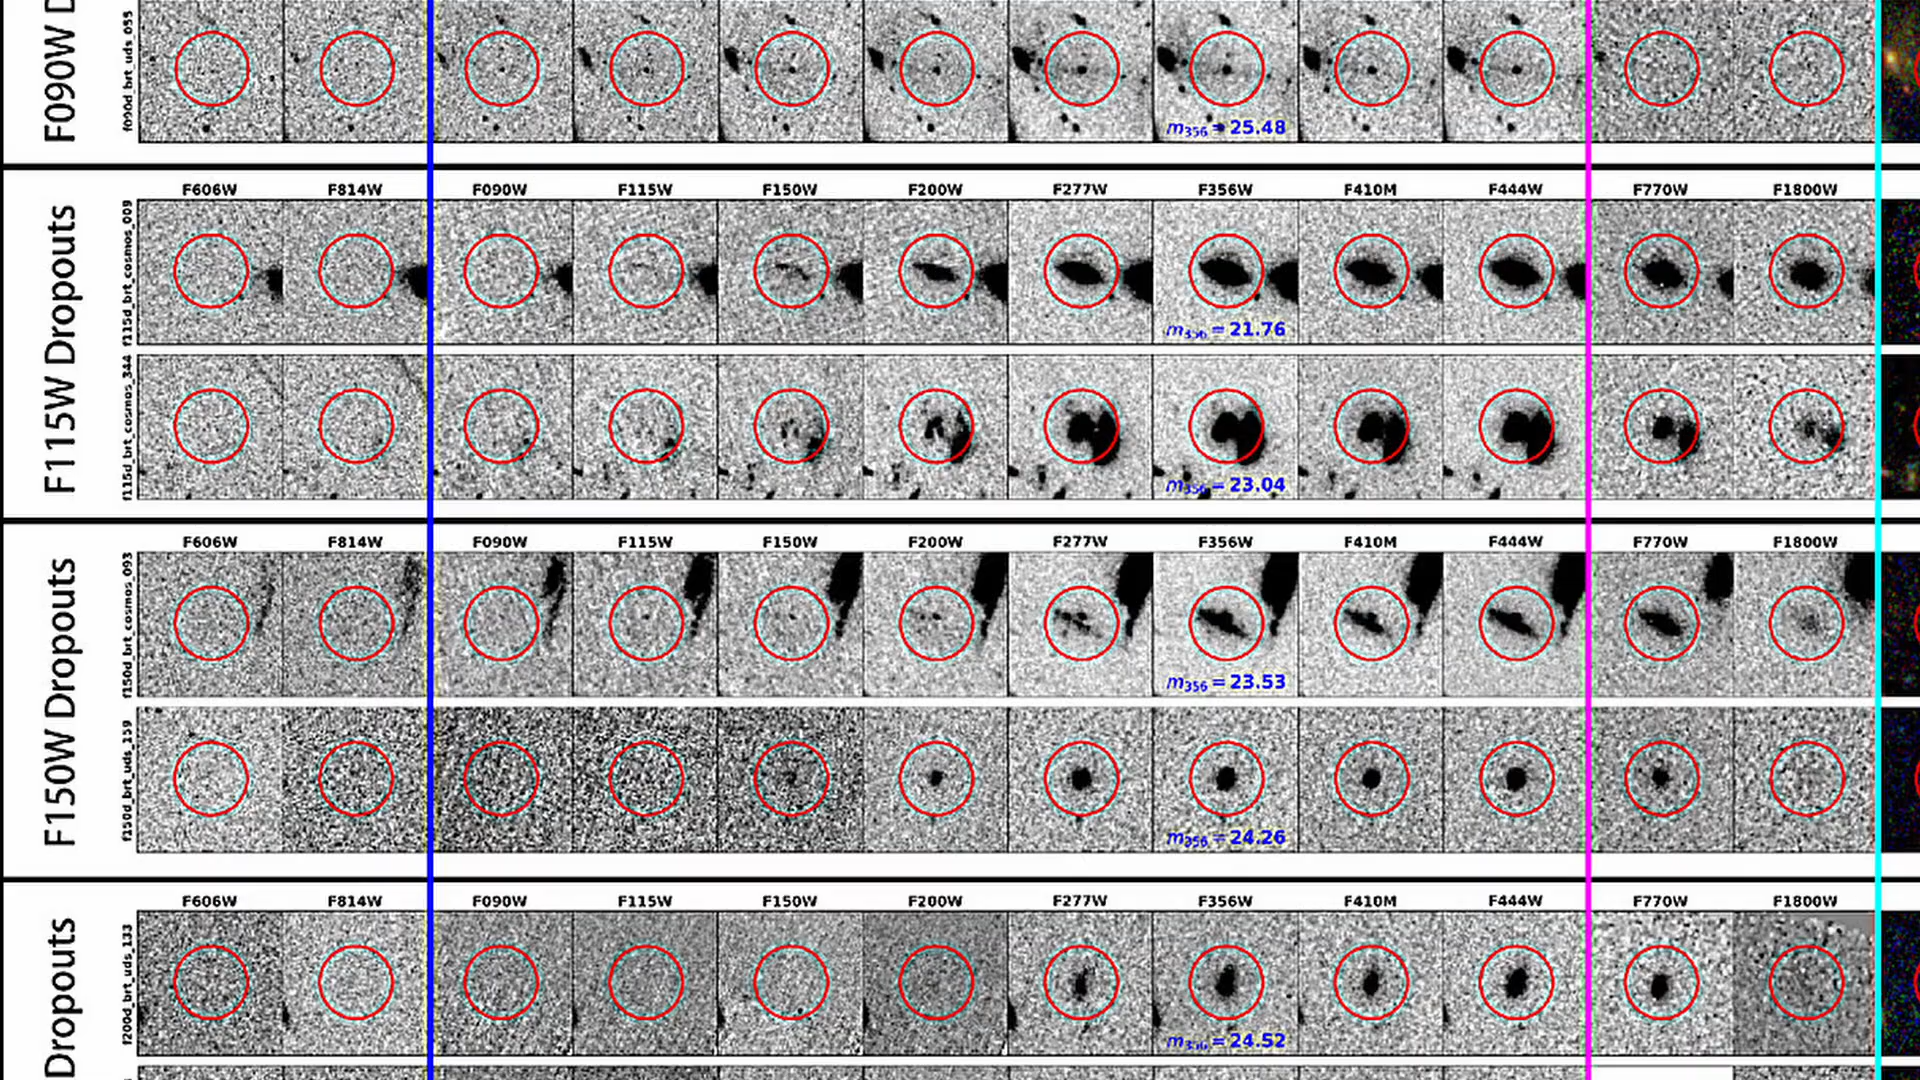 F090W D
f090d_brt_uds_055
m356 = 25.48
F115W Dropouts
F606W F814W F090W F115W F150W F200W F277W F356W F410M F444W F770W F1800W
f115d_brt_cosmos_009
m356 = 21.76
f115d_brt_cosmos_344
m356 = 23.04
F150W Dropouts
F606W F814W F090W F115W F150W F200W F277W F356W F410M F444W F770W F1800W
f150d_brt_cosmos_093
m356 = 23.53
f150d_brt_uds_159
m356 = 24.26
Dropouts
F606W F814W F090W F115W F150W F200W F277W F356W F410M F444W F770W F1800W
f200d_brt_uds_133
m356 = 24.52